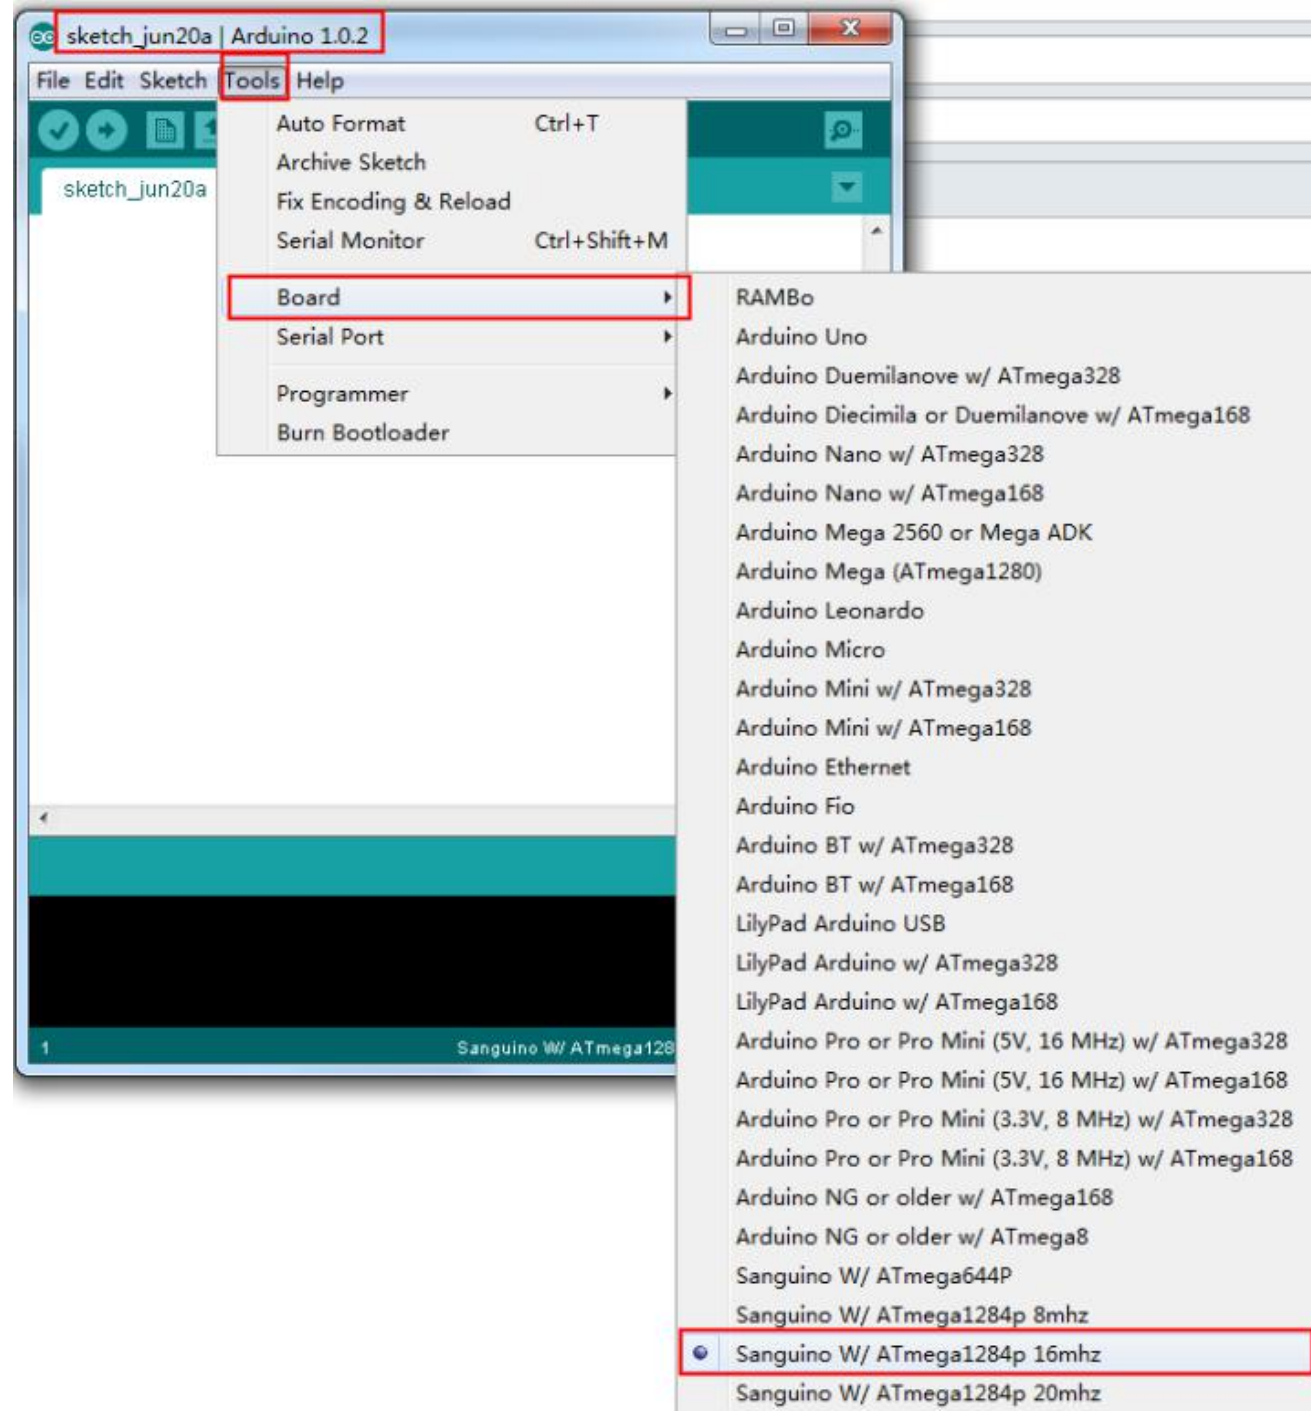 sketch_jun20a | Arduino 1.0.2
File Edit Sketch Tools Help
Auto Format Ctrl+T
Archive Sketch
sketch_jun20a
Fix Encoding & Reload
Serial Monitor Ctrl+Shift+M
Board
Serial Port
Programmer
Burn Bootloader
RAMBo
Arduino Uno
Arduino Duemilanove w/ ATmega328
Arduino Diecimila or Duemilanove w/ ATmega168
Arduino Nano w/ ATmega328
Arduino Nano w/ ATmega168
Arduino Mega 2560 or Mega ADK
Arduino Mega (ATmega1280)
Arduino Leonardo
Arduino Micro
Arduino Mini w/ ATmega328
Arduino Mini w/ ATmega168
Arduino Ethernet
Arduino Fio
Arduino BT w/ ATmega328
Arduino BT w/ ATmega168
LilyPad Arduino USB
LilyPad Arduino w/ ATmega328
LilyPad Arduino w/ ATmega168
Arduino Pro or Pro Mini (5V, 16 MHz) w/ ATmega328
Arduino Pro or Pro Mini (5V, 16 MHz) w/ ATmega168
Arduino Pro or Pro Mini (3.3V, 8 MHz) w/ ATmega328
Arduino Pro or Pro Mini (3.3V, 8 MHz) w/ ATmega168
Arduino NG or older w/ ATmega168
Arduino NG or older w/ ATmega8
Sanguino W/ ATmega644P
Sanguino W/ ATmega1284p 8mhz
Sanguino W/ ATmega1284p 16mhz
Sanguino W/ ATmega1284p 20mhz
1 Sanguino W/ ATmega128